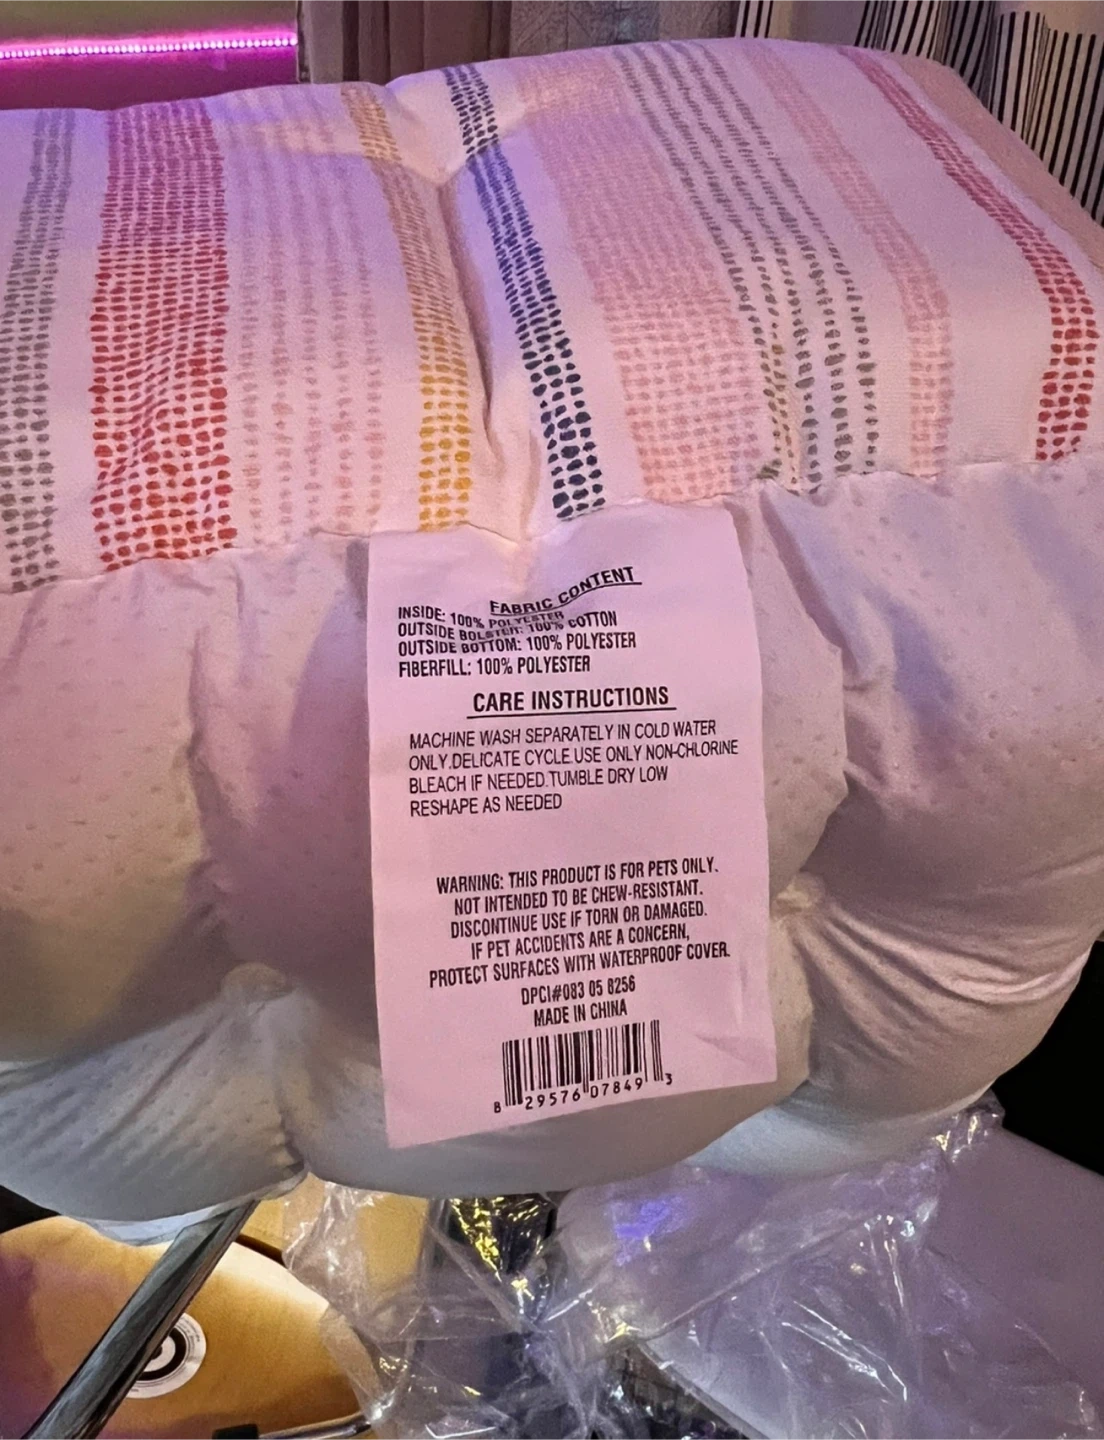 FABRIC CONTENT
INSIDE: 100% POLYESTER
OUTSIDE BOLSTER: 100% COTTON
OUTSIDE BOTTOM: 100% POLYESTER
FIBERFILL: 100% POLYESTER
CARE INSTRUCTIONS
MACHINE WASH SEPARATELY IN COLD WATER
ONLY.DELICATE CYCLE.USE ONLY NON-CHLORINE
BLEACH IF NEEDED.TUMBLE DRY LOW
RESHAPE AS NEEDED
WARNING: THIS PRODUCT IS FOR PETS ONLY.
NOT INTENDED TO BE CHEW-RESISTANT.
DISCONTINUE USE IF TORN OR DAMAGED.
IF PET ACCIDENTS ARE A CONCERN,
PROTECT SURFACES WITH WATERPROOF COVER.
DPCI#083 05 8256
MADE IN CHINA
8 29576 07849 3